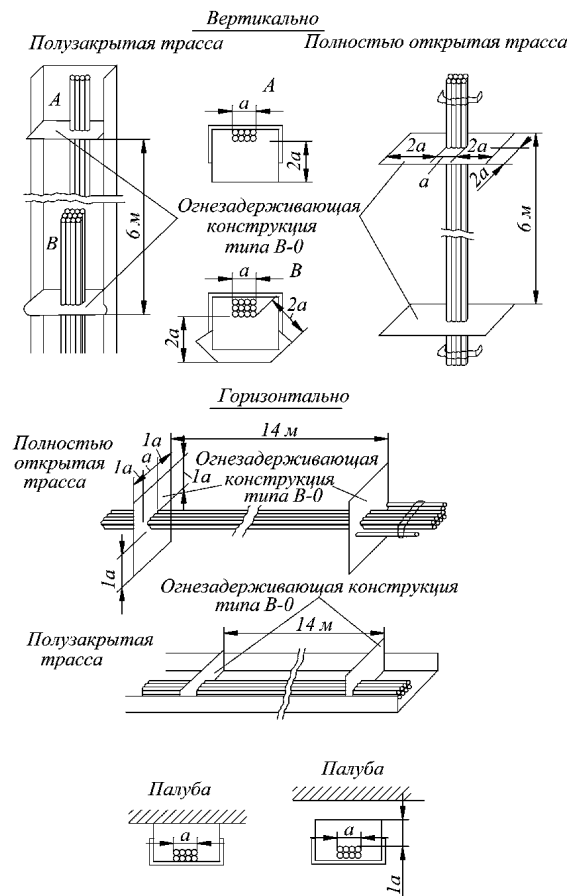 Вертикально
Полузакрытая трасса
Полностью открытая трасса
A
A
a
2a
2a
2a
a
2a
6 м
6 м
Огнезадерживающая
конструкция
типа В-0
B
B
a
2a
2a
Горизонтально
14 м
Полностью
открытая
трасса
1a
a
1a
1a
1a
Огнезадерживающая
конструкция
типа В-0
Огнезадерживающая конструкция
типа В-0
14 м
Полузакрытая
трасса
Палуба
a
Палуба
a
1a